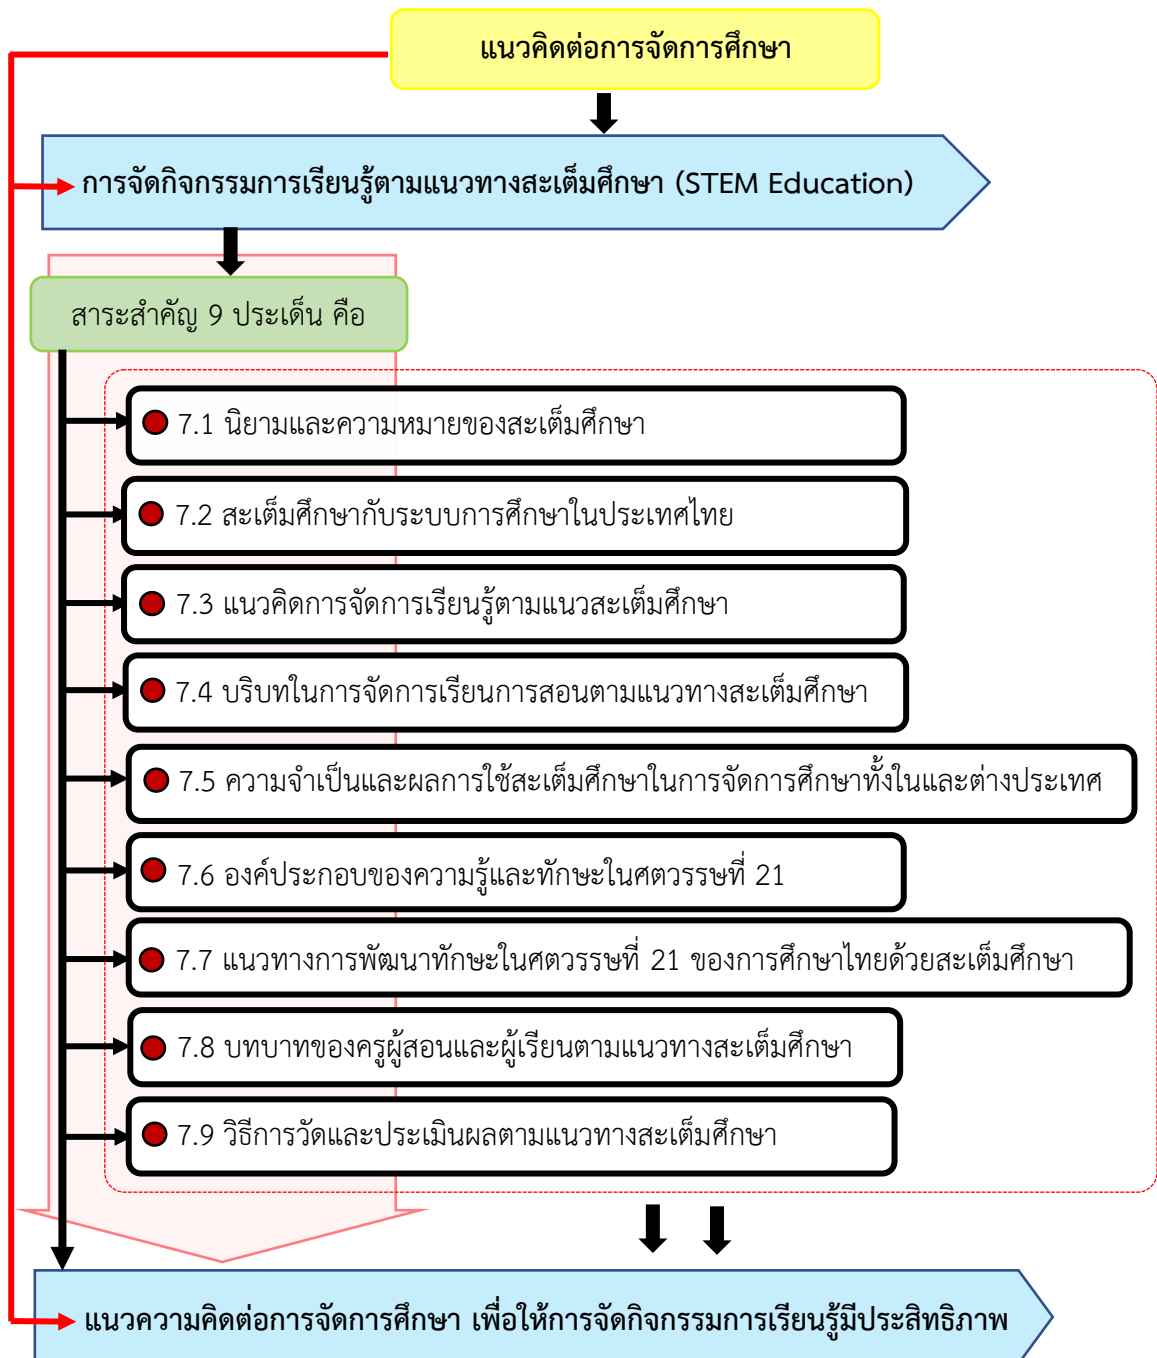 แนวคิดต่อการจัดการศึกษา
การจัดกิจกรรมการเรียนรู้ตามแนวทางสะเต็มศึกษา (STEM Education)
สาระสำคัญ 9 ประเด็น คือ
7.1 นิยามและความหมายของสะเต็มศึกษา
7.2 สะเต็มศึกษากับระบบการศึกษาในประเทศไทย
7.3 แนวคิดการจัดการเรียนรู้ตามแนวสะเต็มศึกษา
7.4 บริบทในการจัดการเรียนการสอนตามแนวทางสะเต็มศึกษา
7.5 ความจำเป็นและผลการใช้สะเต็มศึกษาในการจัดการศึกษาทั้งในและต่างประเทศ
7.6 องค์ประกอบของความรู้และทักษะในศตวรรษที่ 21
7.7 แนวทางการพัฒนาทักษะในศตวรรษที่ 21 ของการศึกษาไทยด้วยสะเต็มศึกษา
7.8 บทบาทของครูผู้สอนและผู้เรียนตามแนวทางสะเต็มศึกษา
7.9 วิธีการวัดและประเมินผลตามแนวทางสะเต็มศึกษา
แนวความคิดต่อการจัดการศึกษา เพื่อให้การจัดกิจกรรมการเรียนรู้มีประสิทธิภาพ